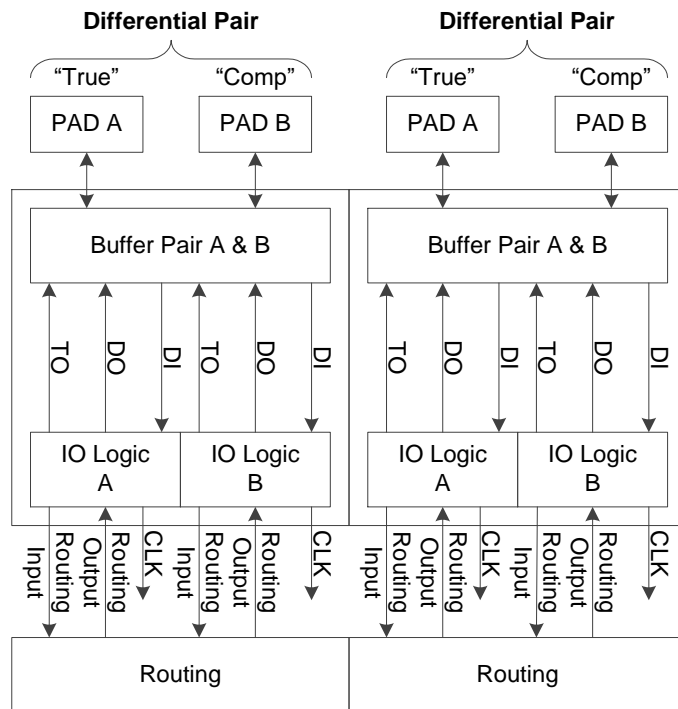 Differential Pair Differential Pair
“True” “Comp” “True” “Comp”
PAD A PAD B PAD A PAD B
Buffer Pair A & B Buffer Pair A & B
TO DO DI TO DO DI TO DO DI TO DO DI
IO Logic IO Logic IO Logic IO Logic
A B A B
Routing Input Routing Output CLK Routing Input Routing Output CLK Routing Input Routing Output CLK Routing Input Routing Output CLK
Routing Routing